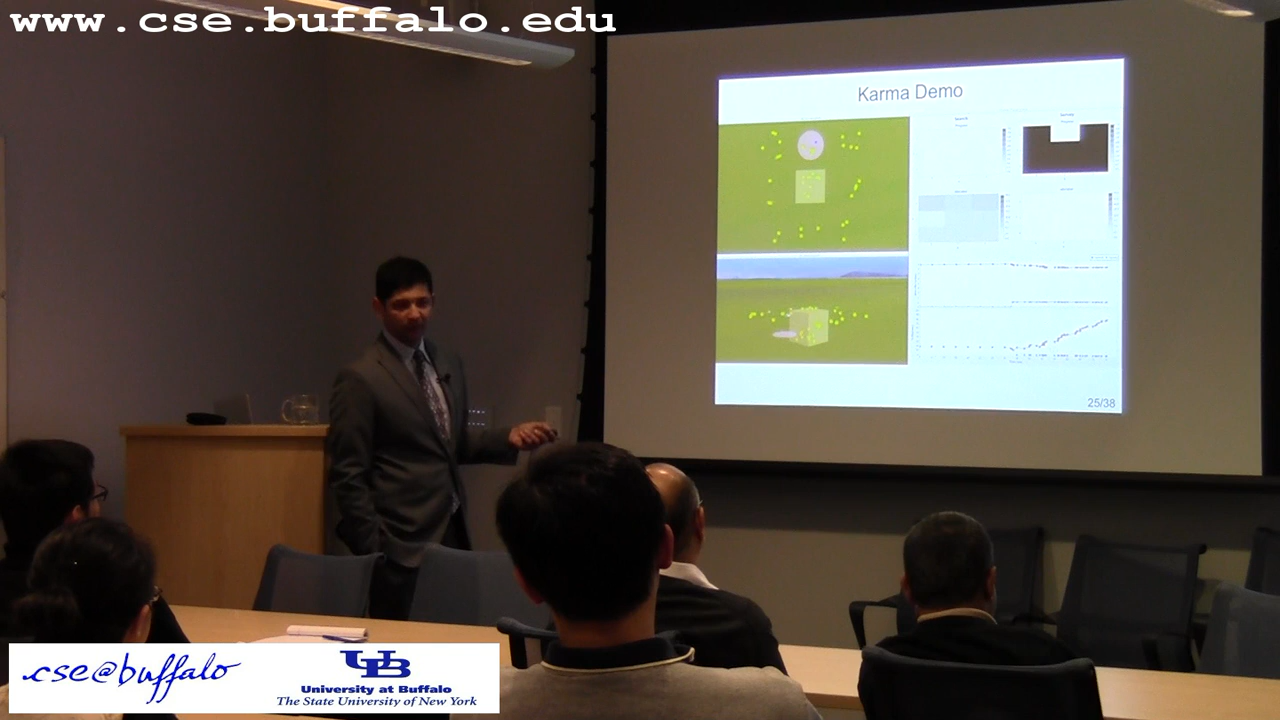 www.cse.buffalo.edu
Karma Demo
25/38
cse@buffalo
UB
University at Buffalo
The State University of New York